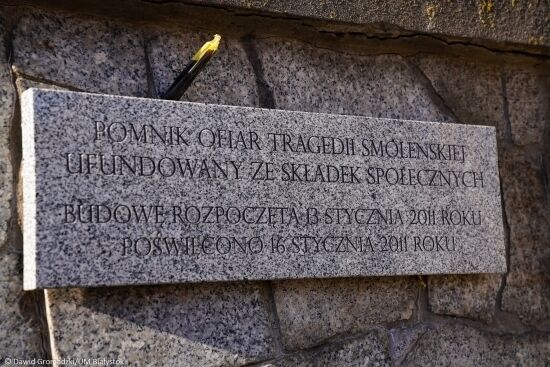 POMNIK OFIAR TRAGEDII SMOLEŃSKIEJ
UFUNDOWANY ZE SKŁADEK SPOŁECZNYCH
BUDOWĘ ROZPOCZĘTA 13 STYCZNIA 2011 ROKU
POŚWIĘCONO 16 STYCZNIA 2011 ROKU
© Dawid Gromadzki/UM Białystok